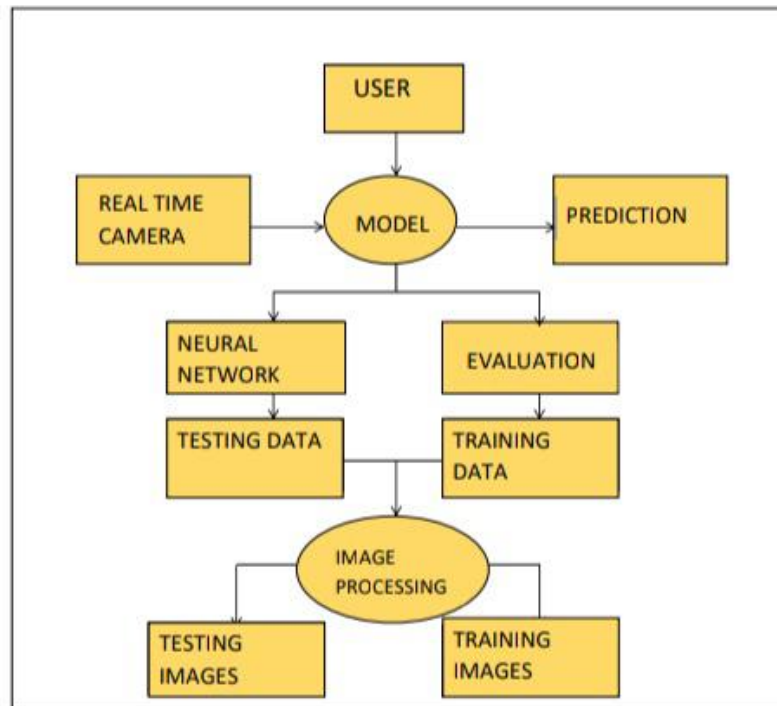 USER
REAL TIME
CAMERA
MODEL
PREDICTION
NEURAL
NETWORK
EVALUATION
TESTING DATA
TRAINING
DATA
IMAGE
PROCESSING
TESTING
IMAGES
TRAINING
IMAGES